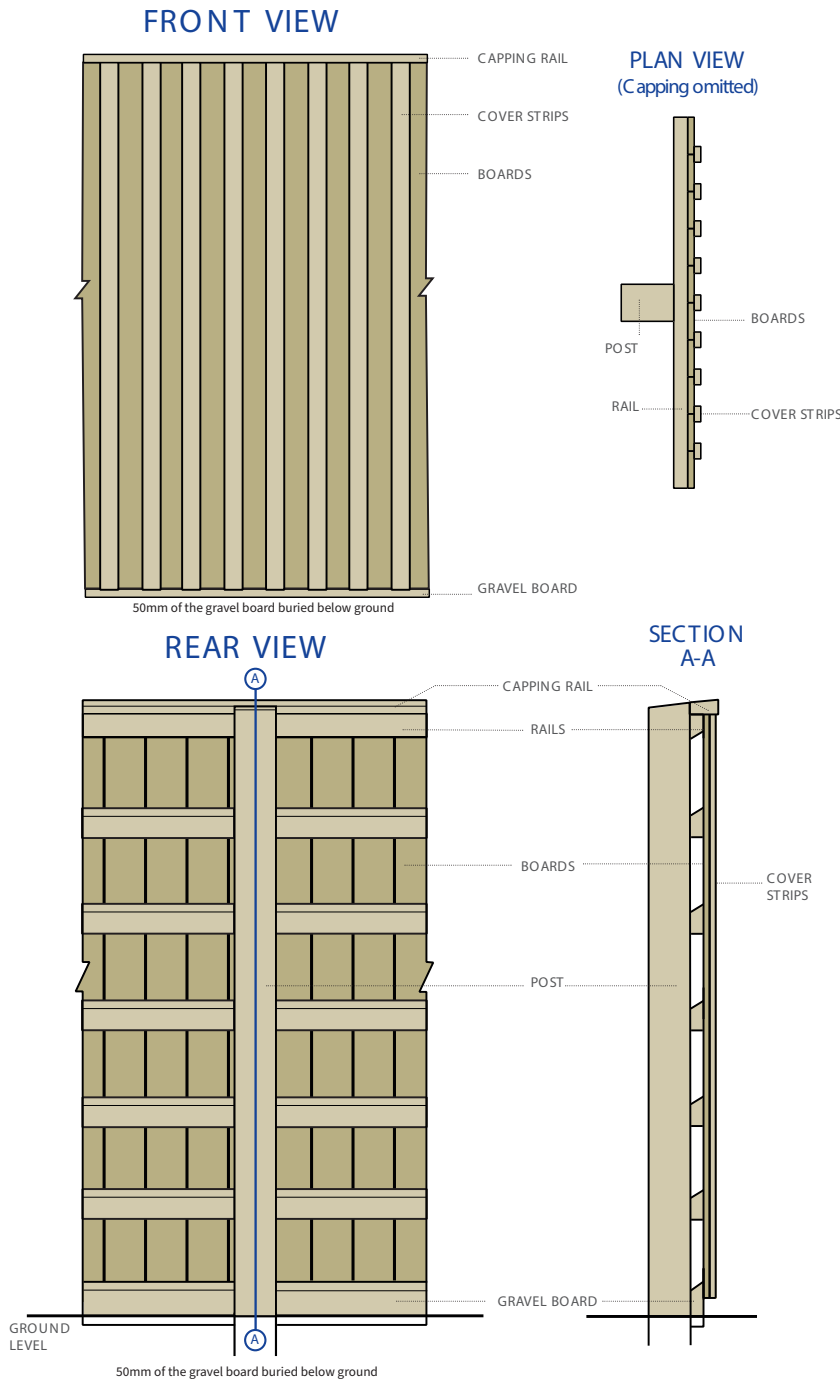 FRONT VIEW
CAPPING RAIL
COVER STRIPS
BOARDS
GRAVEL BOARD
50mm of the gravel board buried below ground
PLAN VIEW
(Capping omitted)
BOARDS
POST
RAIL
COVER STRIPS
REAR VIEW
A
SECTION
A-A
CAPPING RAIL
RAILS
BOARDS
COVER
STRIPS
POST
GRAVEL BOARD
GROUND
LEVEL
A
50mm of the gravel board buried below ground